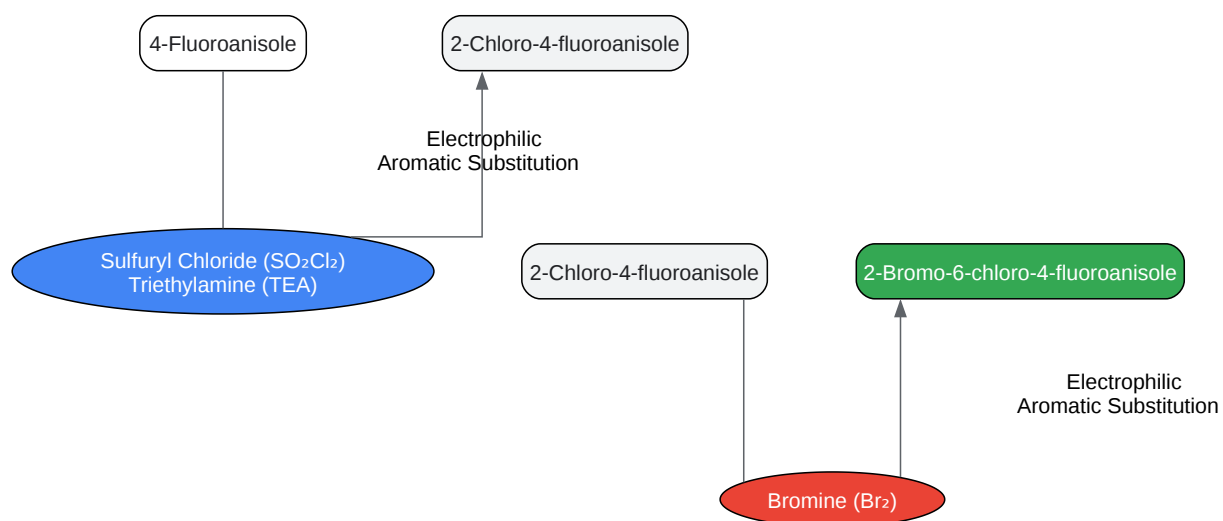 4-Fluoroanisole
2-Chloro-4-fluoroanisole
Electrophilic
Aromatic Substitution
Sulfuryl Chloride (SO₂Cl₂)
Triethylamine (TEA)
2-Chloro-4-fluoroanisole
2-Bromo-6-chloro-4-fluoroanisole
Electrophilic
Aromatic Substitution
Bromine (Br₂)